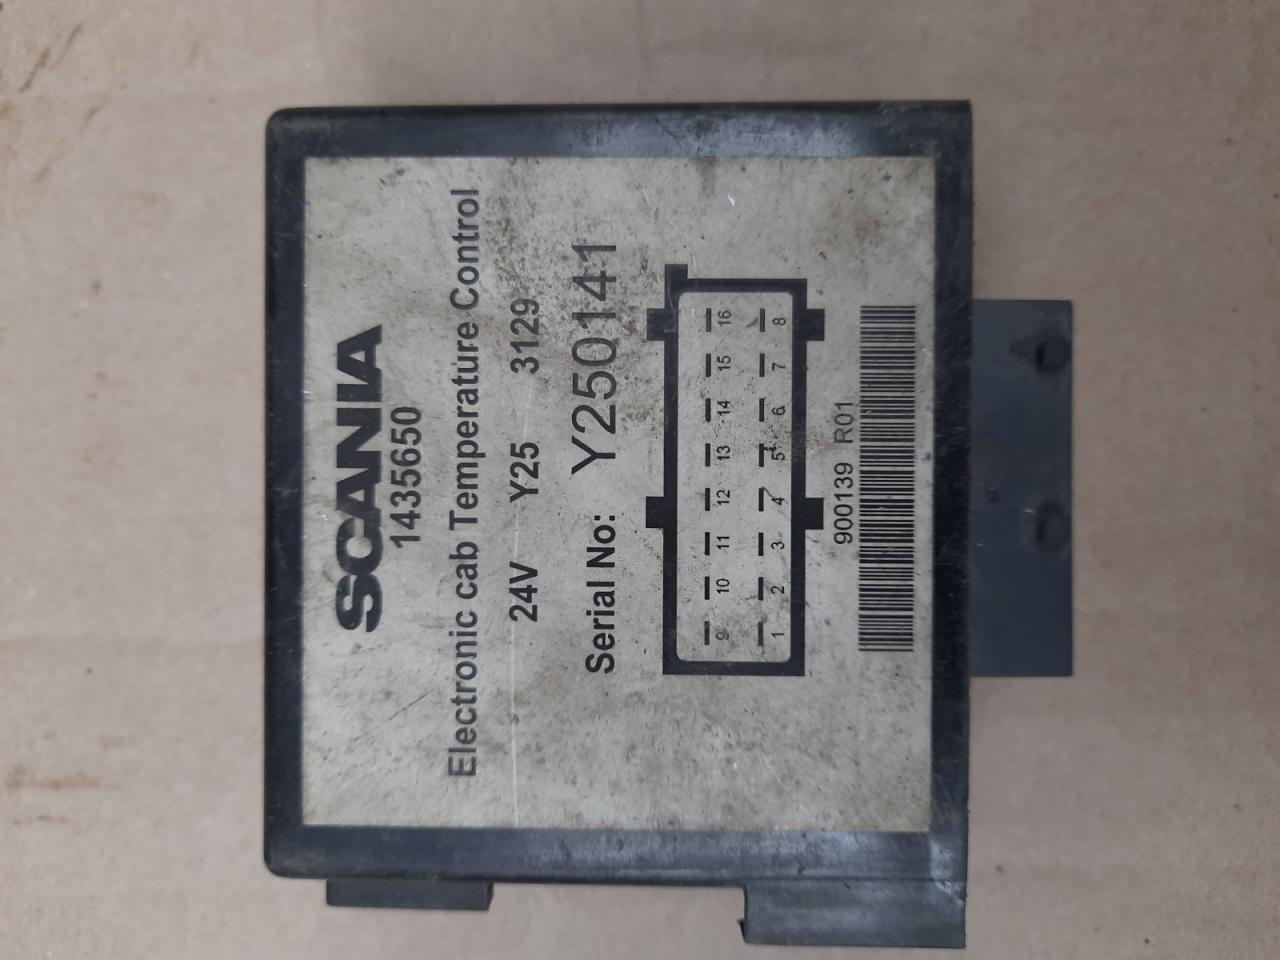 SCANIA
1435650
Electronic cab Temperature Control
24V Y25 3129
Serial No: Y250141
9 10 11 12 13 14 15 16
1 2 3 4 5 6 7 8
900139 R01